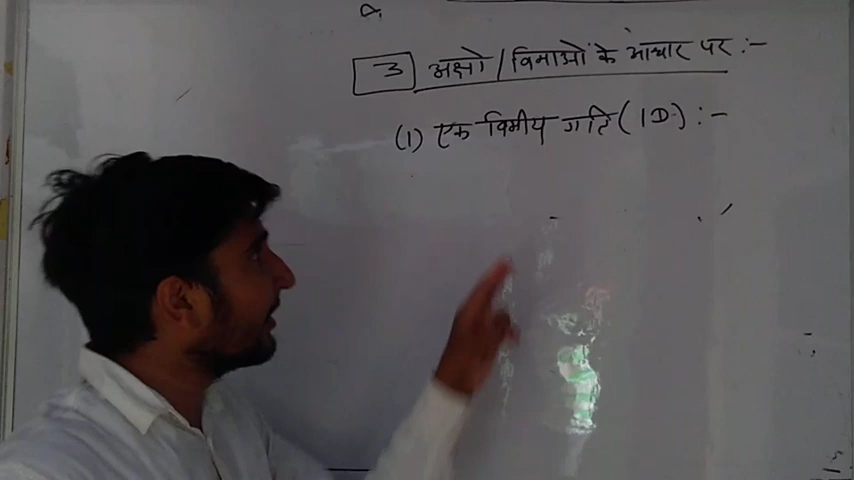 3 अक्षो / विमाओं के आधार पर :-
(1) एक विमीय गति (1D) :-